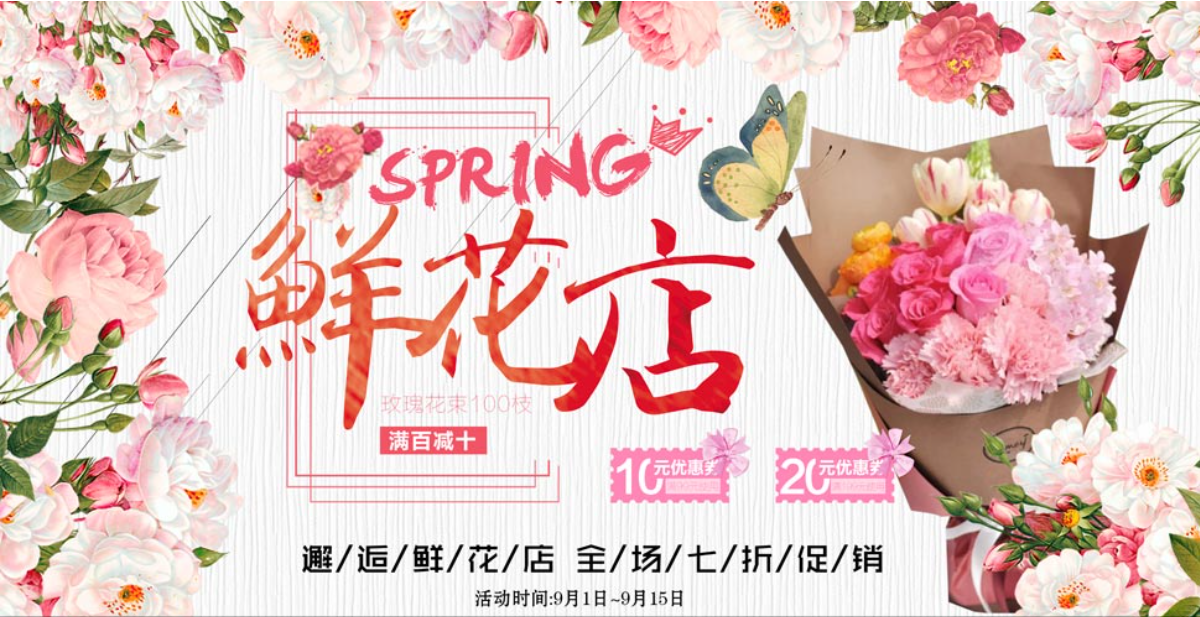 SPRING
鮮花店
玫瑰花束100枝
满百减十
10元优惠券
20元优惠券
邂/逅/鲜/花/店 全/场/七/折/促/销
活动时间:9月1日~9月15日